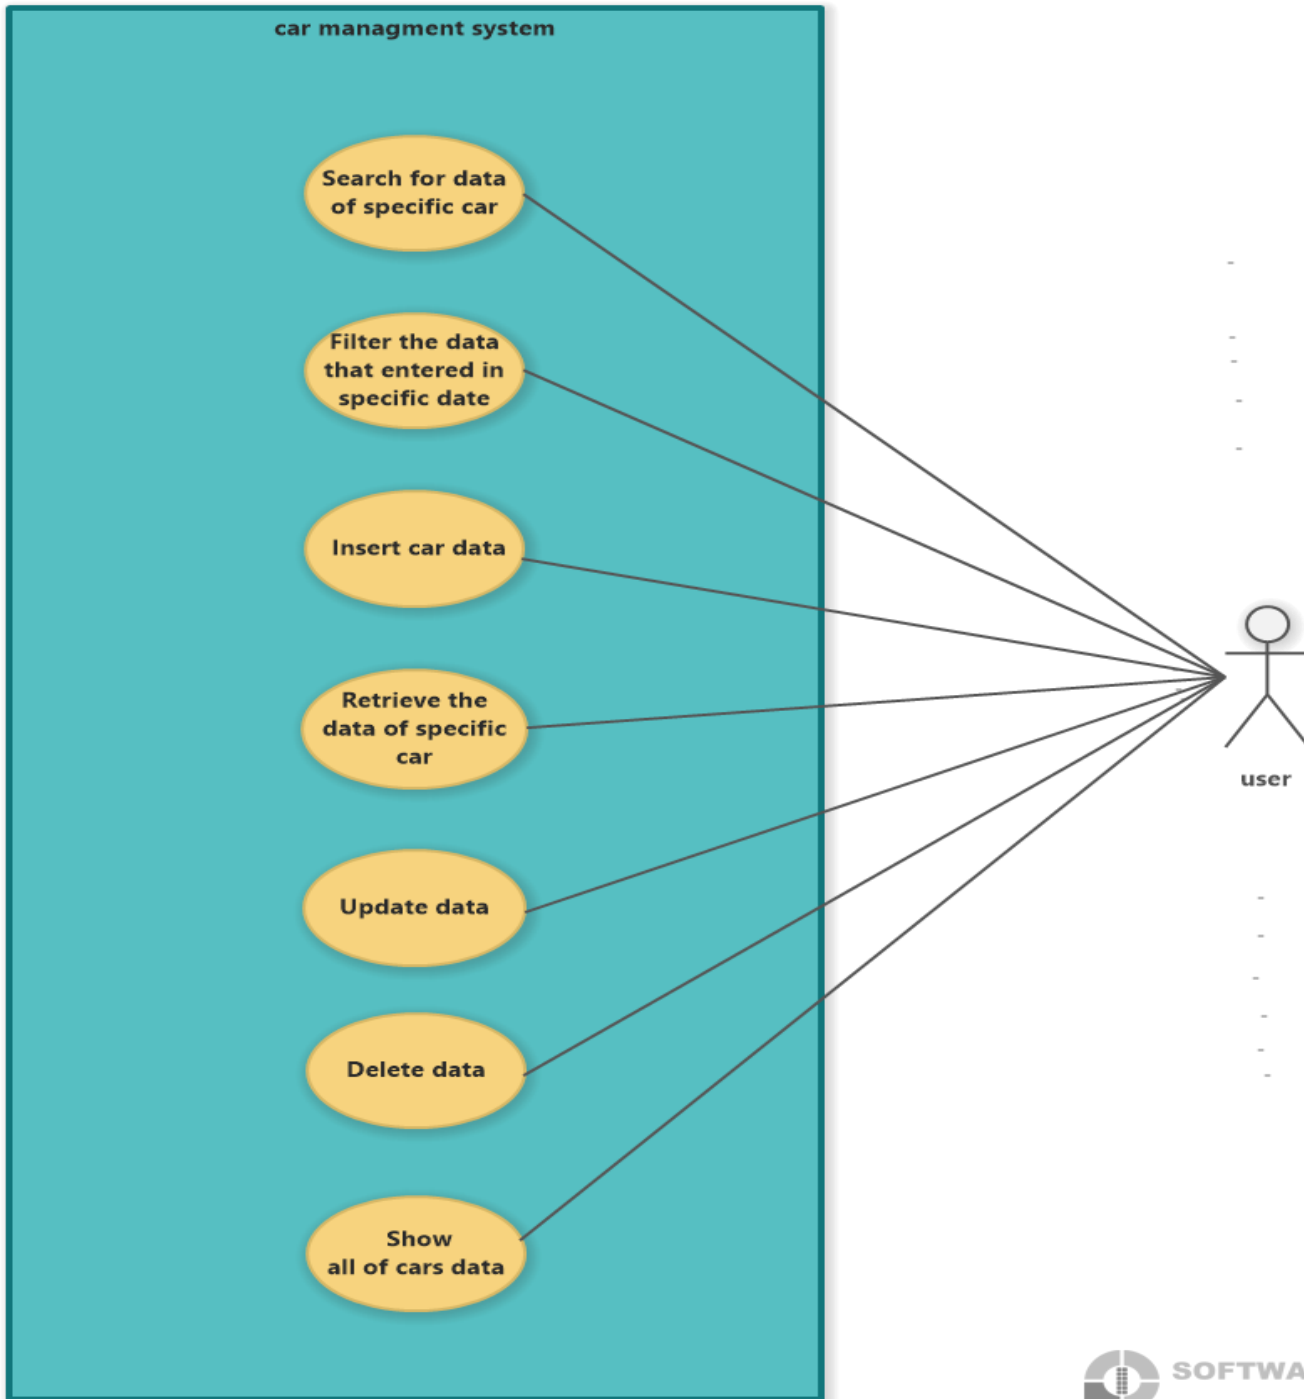 car managment system
Search for data
of specific car
Filter the data
that entered in
specific date
Insert car data
Retrieve the
data of specific
car
Update data
Delete data
Show
all of cars data
user
SOFTWA